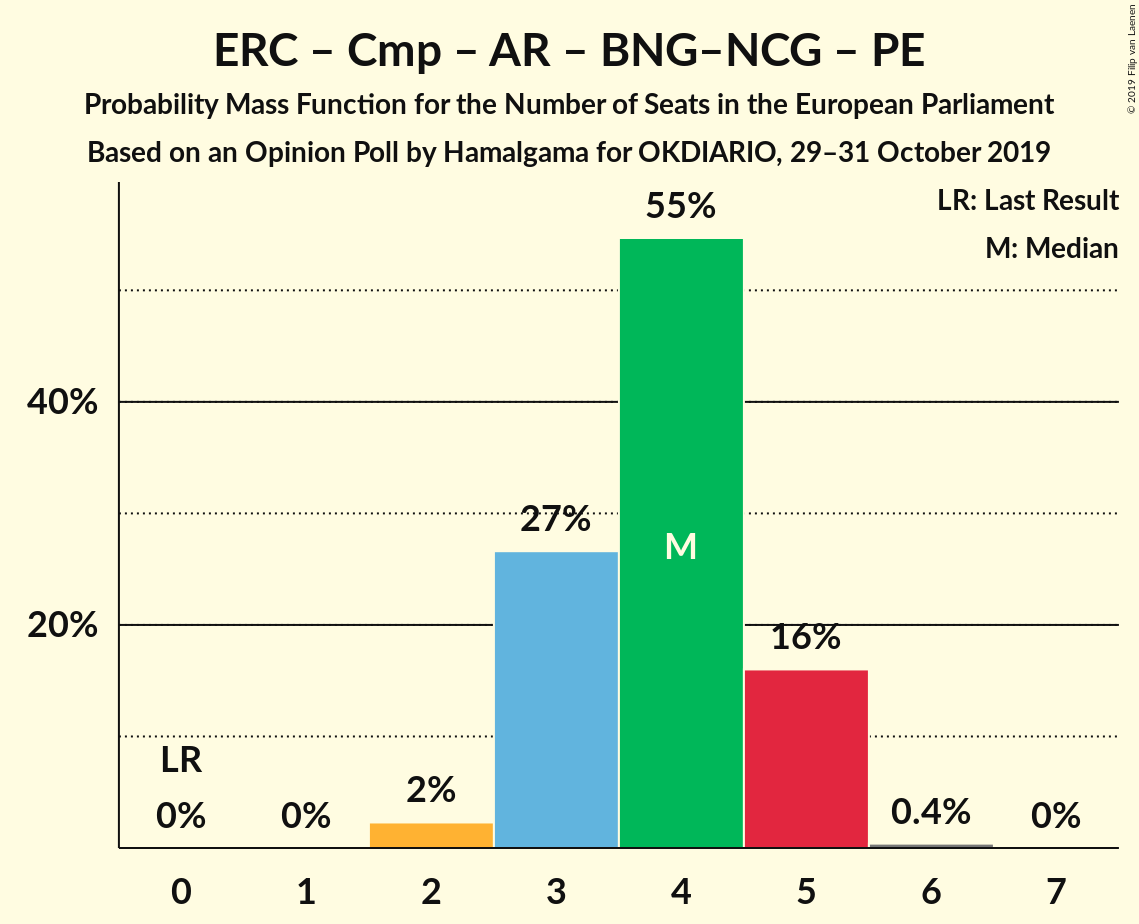 ERC – Cmp – AR – BNG–NCG – PE
Probability Mass Function for the Number of Seats in the European Parliament
Based on an Opinion Poll by Hamalgama for OKDIARIO, 29–31 October 2019
© 2019 Filip van Laenen
LR: Last Result
M: Median
55%
40%
27%
M
20%
16%
LR
2%
0%
0%
0.4%
0%
0 1 2 3 4 5 6 7